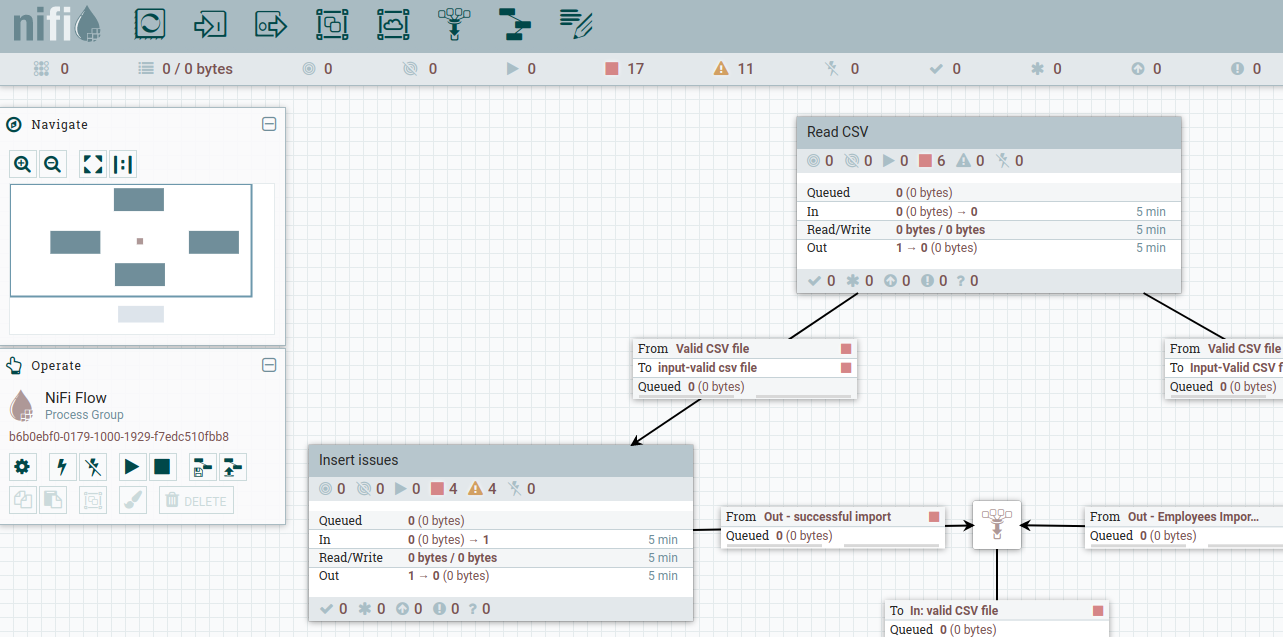 nifi
0 0 / 0 bytes 0 0 0 17 11 0 0 0 0 0
Navigate
Operate
NiFi Flow
Process Group
b6b0ebf0-0179-1000-1929-f7edc510fbb8
DELETE
Read CSV
0 0 0 6 0 0
Queued 0 (0 bytes)
In 0 (0 bytes) → 0 5 min
Read/Write 0 bytes / 0 bytes 5 min
Out 1 → 0 (0 bytes) 5 min
0 0 0 0 ? 0
From Valid CSV file
To input-valid csv file
Queued 0 (0 bytes)
From Valid CSV file
To Input-Valid CSV f
Queued 0 (0 bytes)
Insert issues
0 0 0 4 4 0
Queued 0 (0 bytes)
In 0 (0 bytes) → 1 5 min
Read/Write 0 bytes / 0 bytes 5 min
Out 1 → 0 (0 bytes) 5 min
0 0 0 0 ? 0
From Out - successful import
Queued 0 (0 bytes)
From Out - Employees Impor...
Queued 0 (0 bytes)
To In: valid CSV file
Queued 0 (0 bytes)